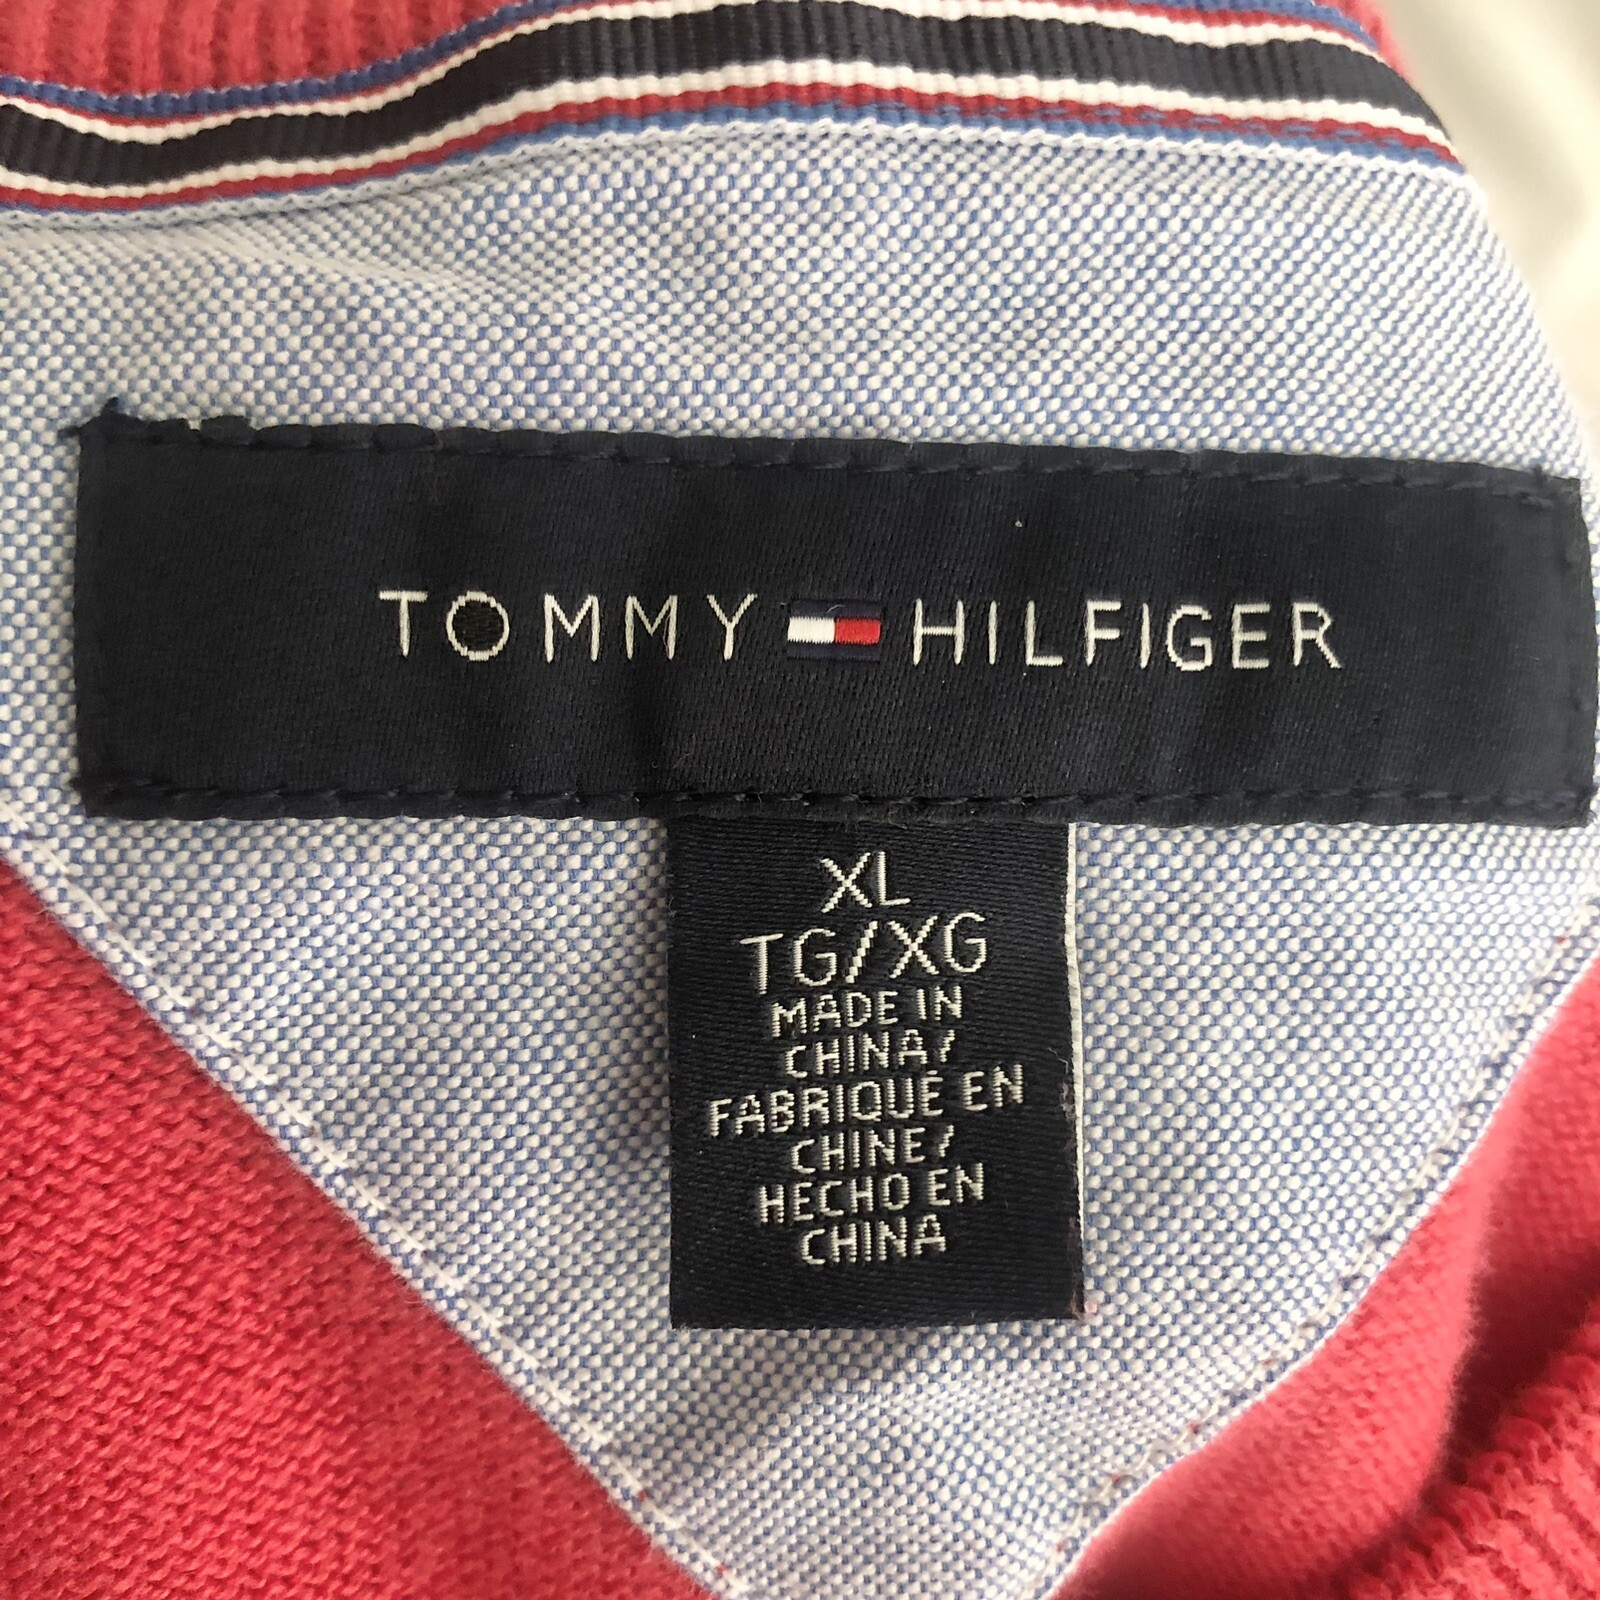 TOMMY HILFIGER
XL
TG/XG
MADE IN
CHINA/
FABRIQUÉ EN
CHINE/
HECHO EN
CHINA